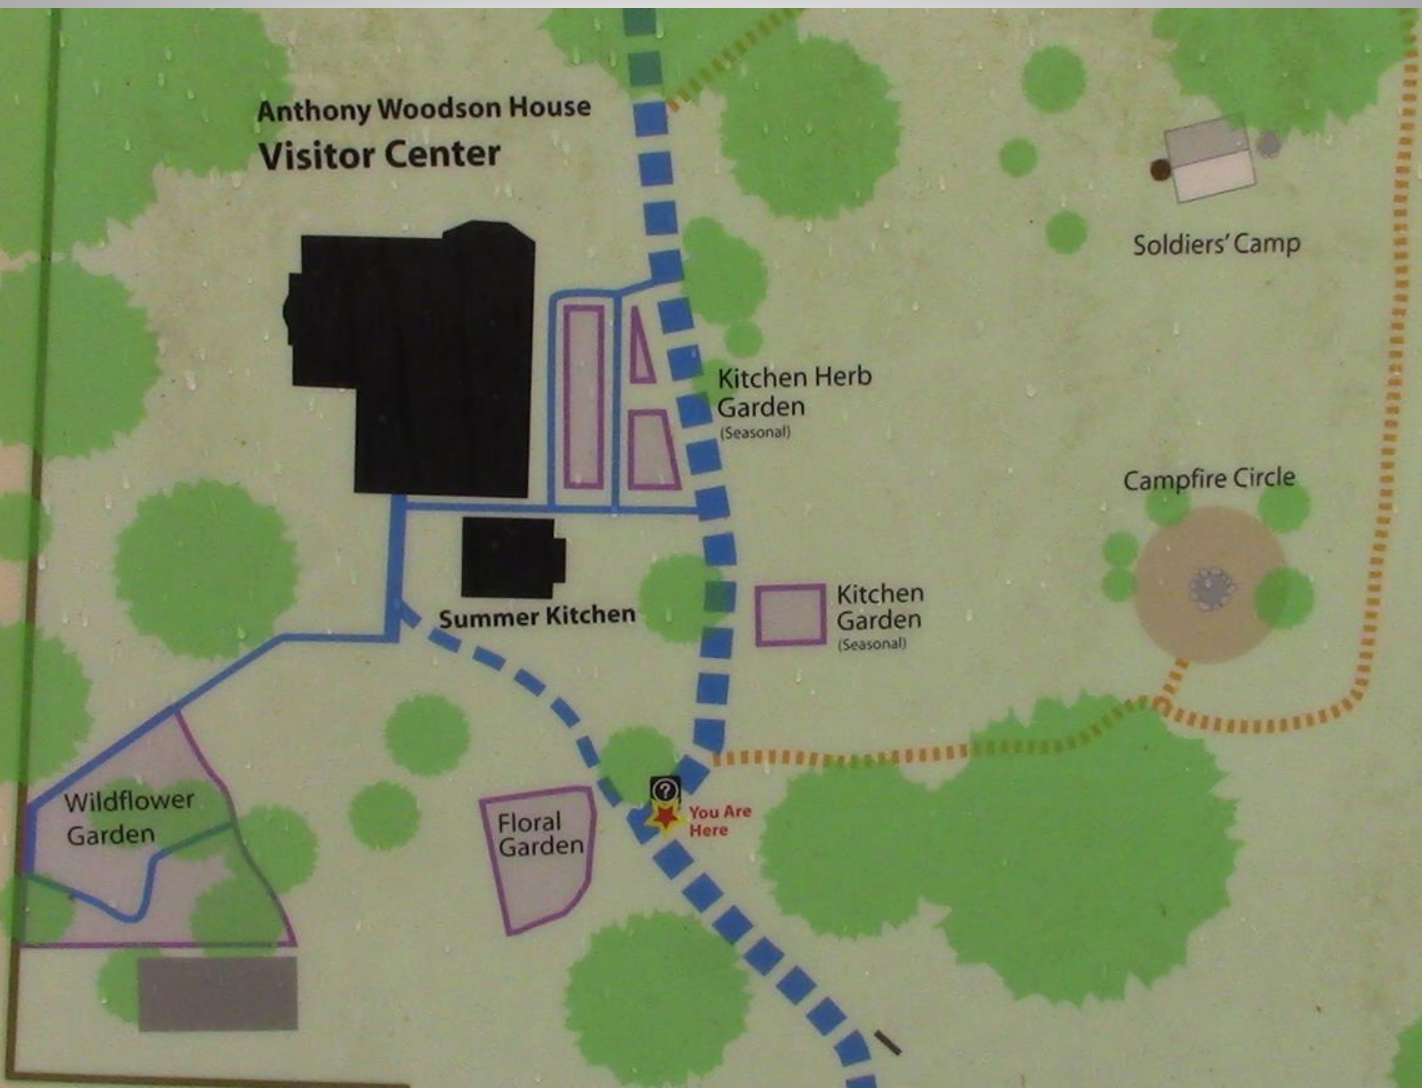 Anthony Woodson House
Visitor Center
Soldiers' Camp
Kitchen Herb
Garden
(Seasonal)
Campfire Circle
Summer Kitchen
Kitchen
Garden
(Seasonal)
?
You Are
Here
Wildflower
Garden
Floral
Garden